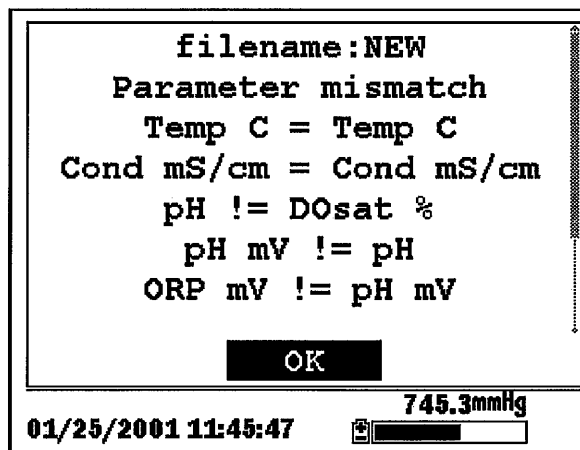 filename:NEW
Parameter mismatch
Temp C = Temp C
Cond mS/cm = Cond mS/cm
pH != DOsat %
pH mV != pH
ORP mV != pH mV
OK
745.3mmHg
01/25/2001 11:45:47